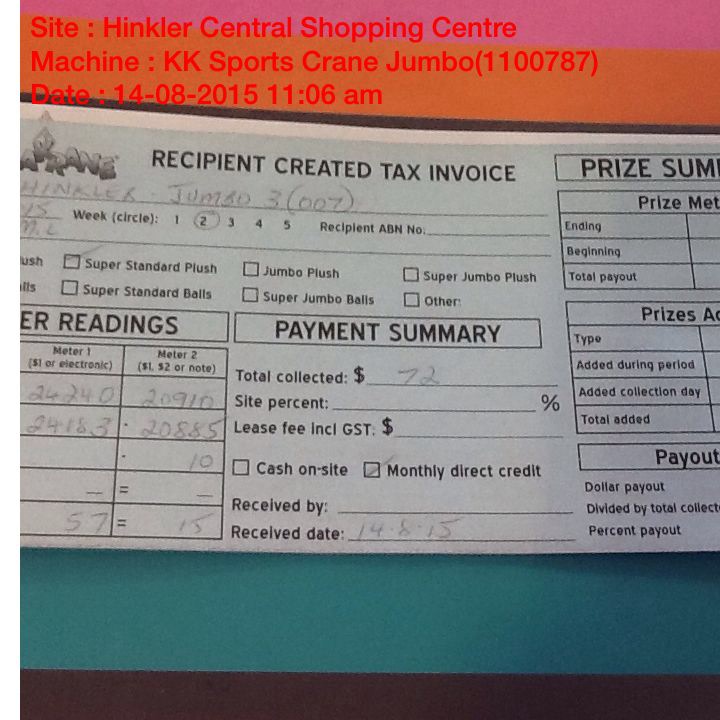 Site : Hinkler Central Shopping Centre
Machine : KK Sports Crane Jumbo(1100787)
Date : 14-08-2015 11:06 am
RECIPIENT CREATED TAX INVOICE
PRIZE SUM
HINKLER - JUMBO 3 (007)
Prize Met
15 Week (circle): 1 2 3 4 5 Recipient ABN No.
Ending
Beginning
ush Super Standard Plush Jumbo Plush Super Jumbo Plush
Total payout
lls Super Standard Balls Super Jumbo Balls Other:
ER READINGS
PAYMENT SUMMARY
Prizes Ad
Meter 1 Meter 2
($1 or electronic) ($1, $2 or note)
Type
Total collected: $ 72
Added during period
24240 20910
Site percent: %
Added collection day
24183 · 20885
Lease fee incl GST: $
Total added
· 10
Cash on-site Monthly direct credit
Payout
— = —
Dollar payout
Received by:
Divided by total collect
57 = 15
Received date: 14·8·15
Percent payout